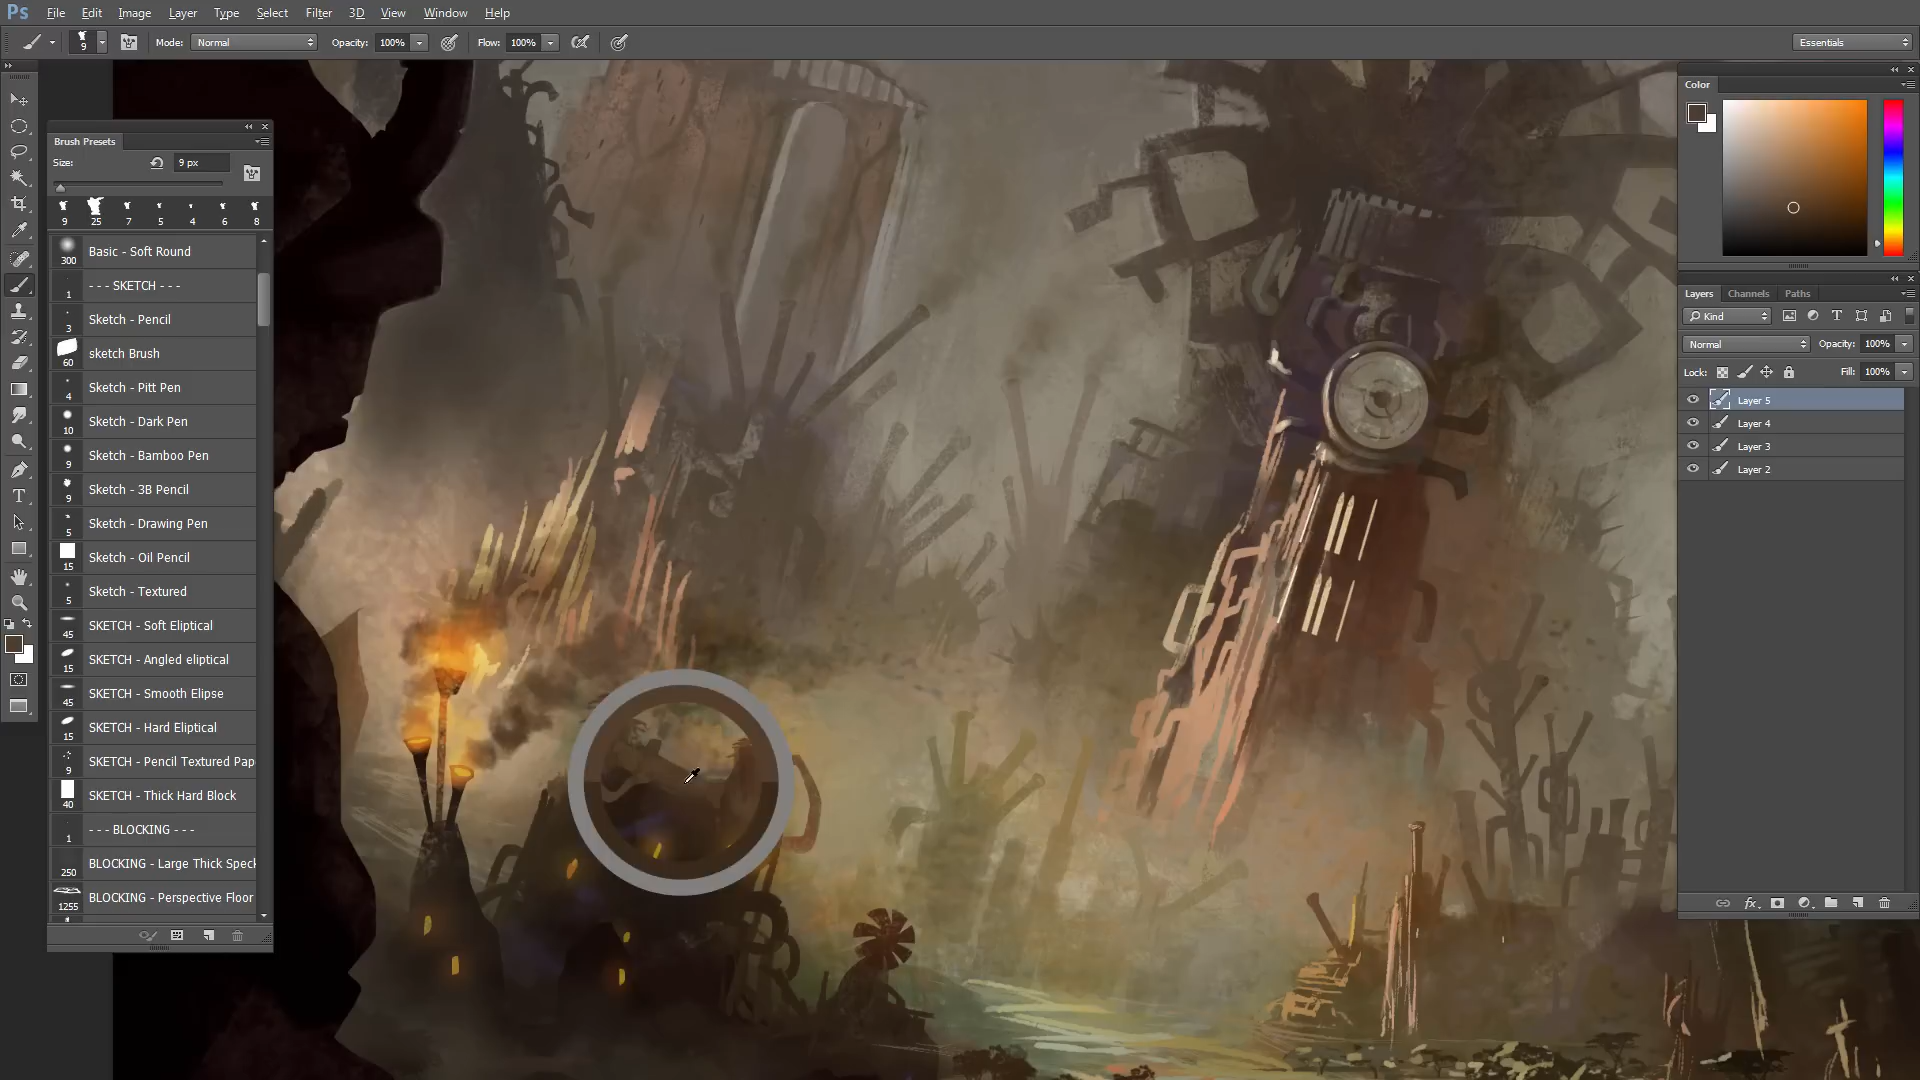 Ps File Edit Image Layer Type Select Filter 3D View Window Help
9 Mode: Normal Opacity: 100% Flow: 100% Essentials
Brush Presets
Size: 9 px
9 25 7 5 4 6 8
300 Basic - Soft Round
1 - - - SKETCH - - -
3 Sketch - Pencil
60 sketch Brush
4 Sketch - Pitt Pen
10 Sketch - Dark Pen
9 Sketch - Bamboo Pen
9 Sketch - 3B Pencil
5 Sketch - Drawing Pen
15 Sketch - Oil Pencil
5 Sketch - Textured
45 SKETCH - Soft Eliptical
15 SKETCH - Angled eliptical
45 SKETCH - Smooth Elipse
15 SKETCH - Hard Eliptical
9 SKETCH - Pencil Textured Pap
40 SKETCH - Thick Hard Block
1 - - - BLOCKING - - -
250 BLOCKING - Large Thick Speck
1255 BLOCKING - Perspective Floor
Color
Layers Channels Paths
Kind
Normal Opacity: 100%
Lock: Fill: 100%
Layer 5
Layer 4
Layer 3
Layer 2